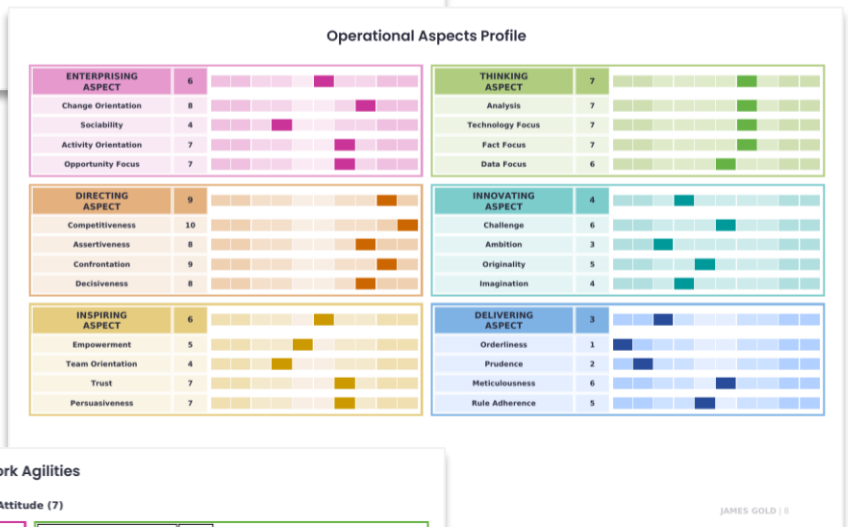 Operational Aspects Profile
ENTERPRISING
ASPECT
6
Change Orientation 8
Sociability 4
Activity Orientation 7
Opportunity Focus 7
THINKING
ASPECT
7
Analysis 7
Technology Focus 7
Fact Focus 7
Data Focus 6
DIRECTING
ASPECT
9
Competitiveness 10
Assertiveness 8
Confrontation 9
Decisiveness 8
INNOVATING
ASPECT
4
Challenge 6
Ambition 3
Originality 5
Imagination 4
INSPIRING
ASPECT
6
Empowerment 5
Team Orientation 4
Trust 7
Persuasiveness 7
DELIVERING
ASPECT
3
Orderliness 1
Prudence 2
Meticulousness 6
Rule Adherence 5
ork Agilities
Attitude (7)
JAMES GOLD |